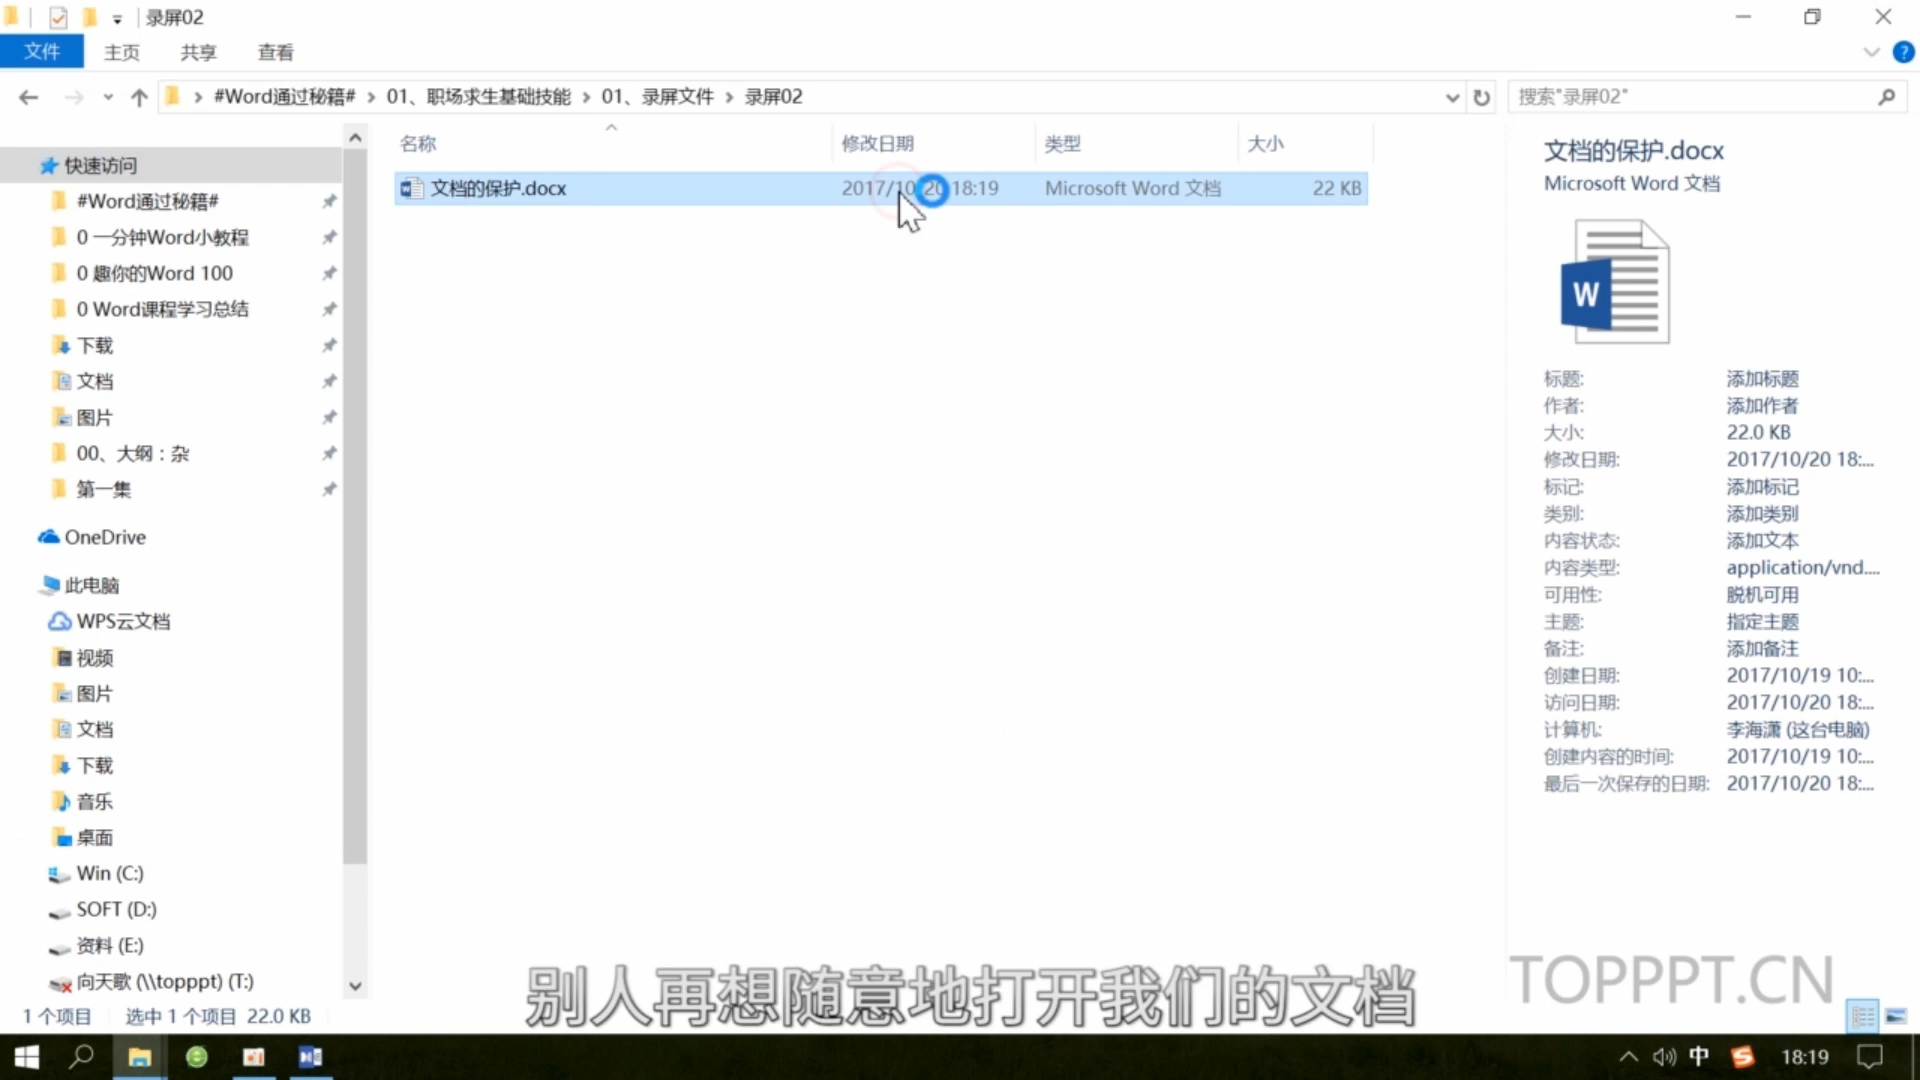 录屏02
文件 主页 共享 查看
#Word通过秘籍# › 01、职场求生基础技能 › 01、录屏文件 › 录屏02
搜索"录屏02"
名称 修改日期 类型 大小
文档的保护.docx 2017/10/20 18:19 Microsoft Word 文档 22 KB
快速访问
#Word通过秘籍#
0 一分钟Word小教程
0 趣你的Word 100
0 Word课程学习总结
下载
文档
图片
00、大纲：杂
第一集
OneDrive
此电脑
WPS云文档
视频
图片
文档
下载
音乐
桌面
Win (C:)
SOFT (D:)
资料 (E:)
向天歌 (\\topppt) (T:)
文档的保护.docx
Microsoft Word 文档
W
标题: 添加标题
作者: 添加作者
大小: 22.0 KB
修改日期: 2017/10/20 18:...
标记: 添加标记
类别: 添加类别
内容状态: 添加文本
内容类型: application/vnd....
可用性: 脱机可用
主题: 指定主题
备注: 添加备注
创建日期: 2017/10/19 10:...
访问日期: 2017/10/20 18:...
计算机: 李海潇 (这台电脑)
创建内容的时间: 2017/10/19 10:...
最后一次保存的日期: 2017/10/20 18:...
TOPPPT.CN
别人再想随意地打开我们的文档
1 个项目 选中 1 个项目 22.0 KB
中 18:19